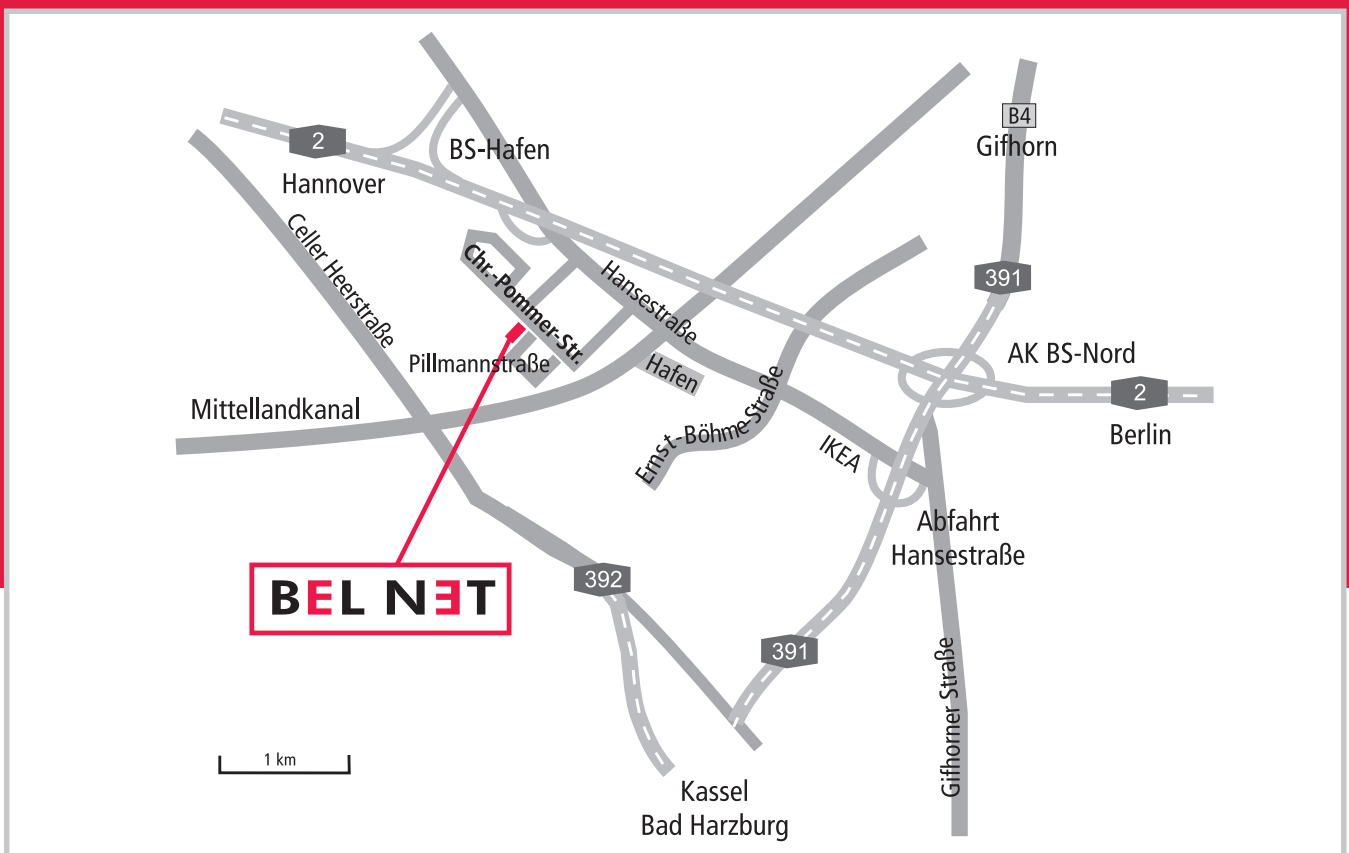 B4
Gifhorn
2
Hannover
BS-Hafen
Celler Heerstraße
Chr.-Pommer-Str.
Hansestraße
391
AK BS-Nord
2
Berlin
Pillmannstraße
Hafen
Mittellandkanal
Ernst-Böhme-Straße
IKEA
Abfahrt
Hansestraße
BEL NET
392
391
Gifhorner Straße
1 km
Kassel
Bad Harzburg